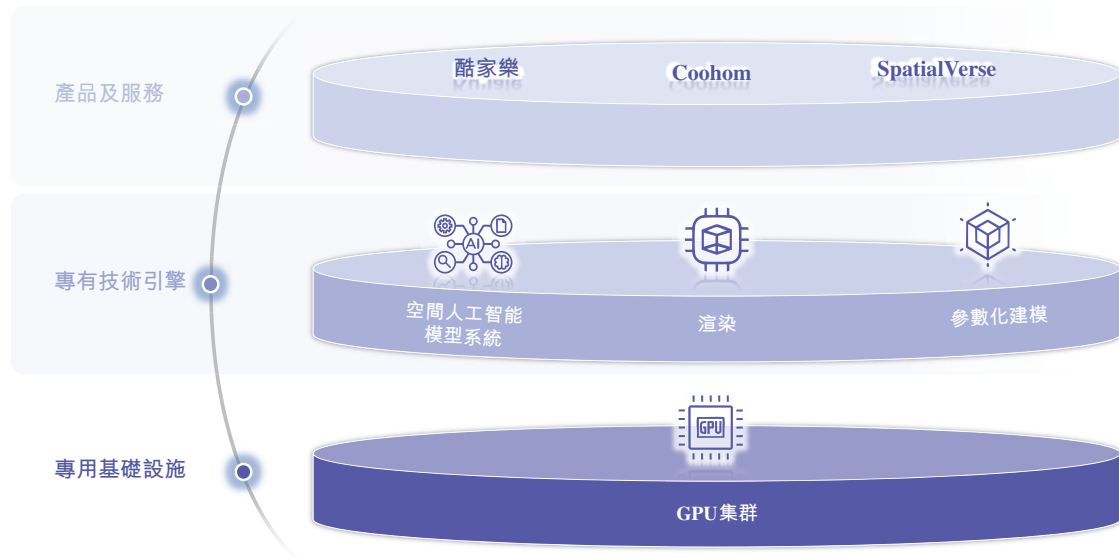 產品及服務
酷家樂
Coohom
SpatialVerse
專有技術引擎
AI
空間人工智能
模型系統
渲染
參數化建模
專用基礎設施
GPU
GPU集群